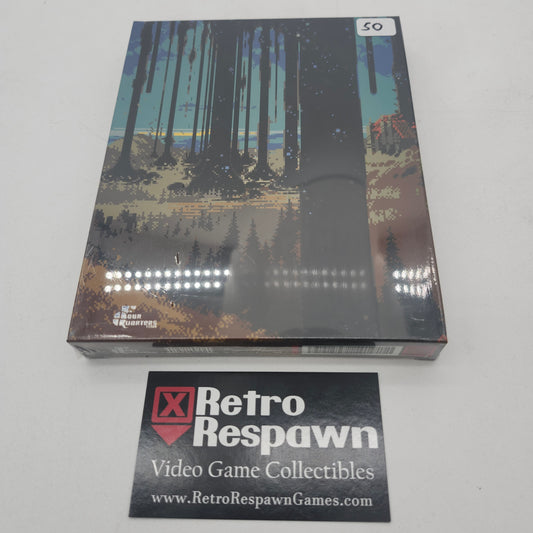 50
Retro
Respawn
Video Game Collectibles
www.RetroRespawnGames.com